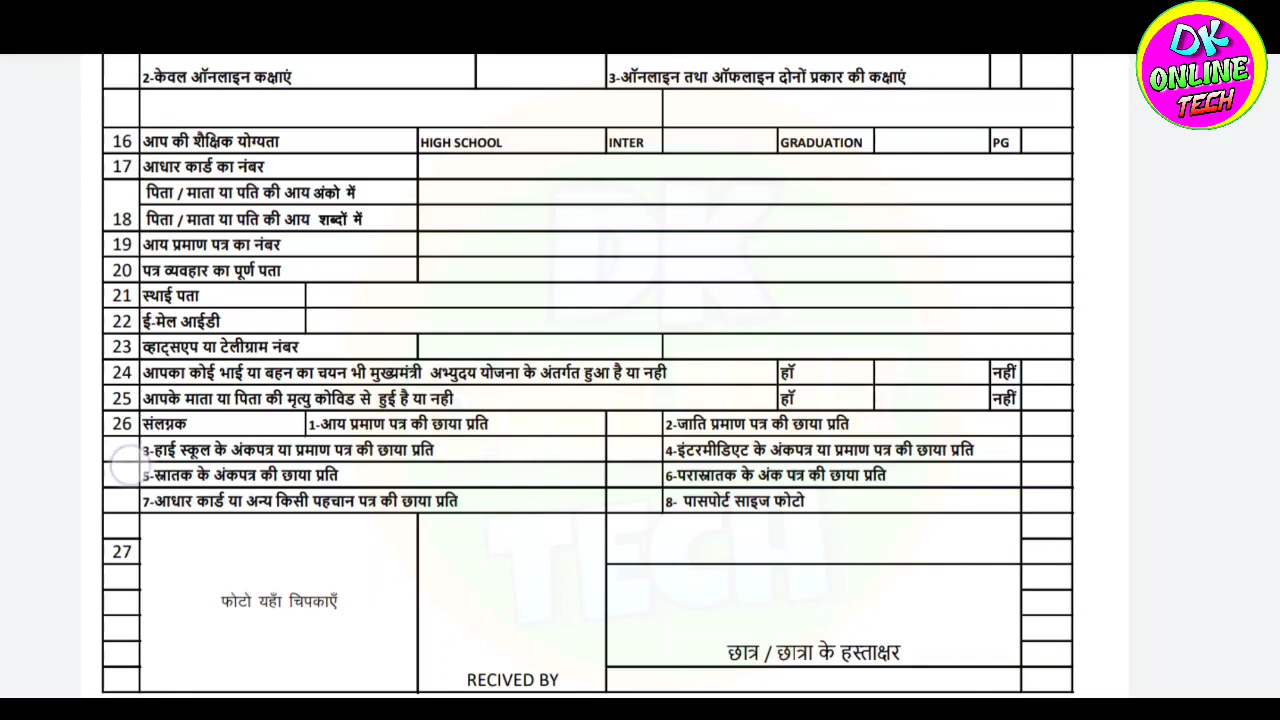 DK
ONLINE
TECH
2-केवल ऑनलाइन कक्षाएं 3-ऑनलाइन तथा ऑफलाइन दोनों प्रकार की कक्षाएं
16 आप की शैक्षिक योग्यता HIGH SCHOOL INTER GRADUATION PG
17 आधार कार्ड का नंबर
पिता / माता या पति की आय अंको में
18 पिता / माता या पति की आय शब्दों में
19 आय प्रमाण पत्र का नंबर
20 पत्र व्यवहार का पूर्ण पता
21 स्थाई पता
22 ई-मेल आईडी
23 व्हाट्सएप या टेलीग्राम नंबर
24 आपका कोई भाई या बहन का चयन भी मुख्यमंत्री अभ्युदय योजना के अंतर्गत हुआ है या नही हॉ नहीं
25 आपके माता या पिता की मृत्यु कोविड से हुई है या नही हॉ नहीं
26 संलग्नक 1-आय प्रमाण पत्र की छाया प्रति 2-जाति प्रमाण पत्र की छाया प्रति
3-हाई स्कूल के अंकपत्र या प्रमाण पत्र की छाया प्रति 4-इंटरमीडिएट के अंकपत्र या प्रमाण पत्र की छाया प्रति
5-स्नातक के अंकपत्र की छाया प्रति 6-परास्नातक के अंक पत्र की छाया प्रति
7-आधार कार्ड या अन्य किसी पहचान पत्र की छाया प्रति 8- पासपोर्ट साइज फोटो
27
फोटो यहाँ चिपकाएँ
छात्र / छात्रा के हस्ताक्षर
RECIVED BY
DK
TECH